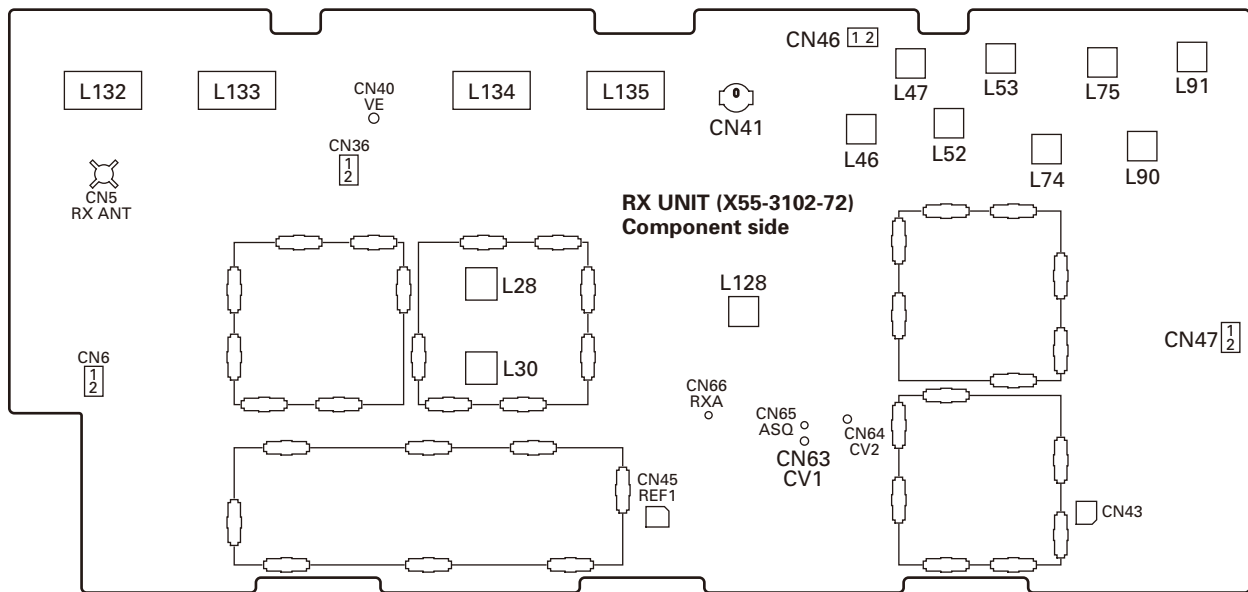 CN46 1 2
L47
L53
L75
L91
L132
L133
CN40
VE
L134
L135
CN41
L46
L52
L74
L90
CN36
1
2
CN5
RX ANT
RX UNIT (X55-3102-72)
Component side
L28
L128
L30
CN47 1
2
CN6
1
2
CN66
RXA
CN65
ASQ
CN64
CV2
CN63
CV1
CN45
REF1
CN43